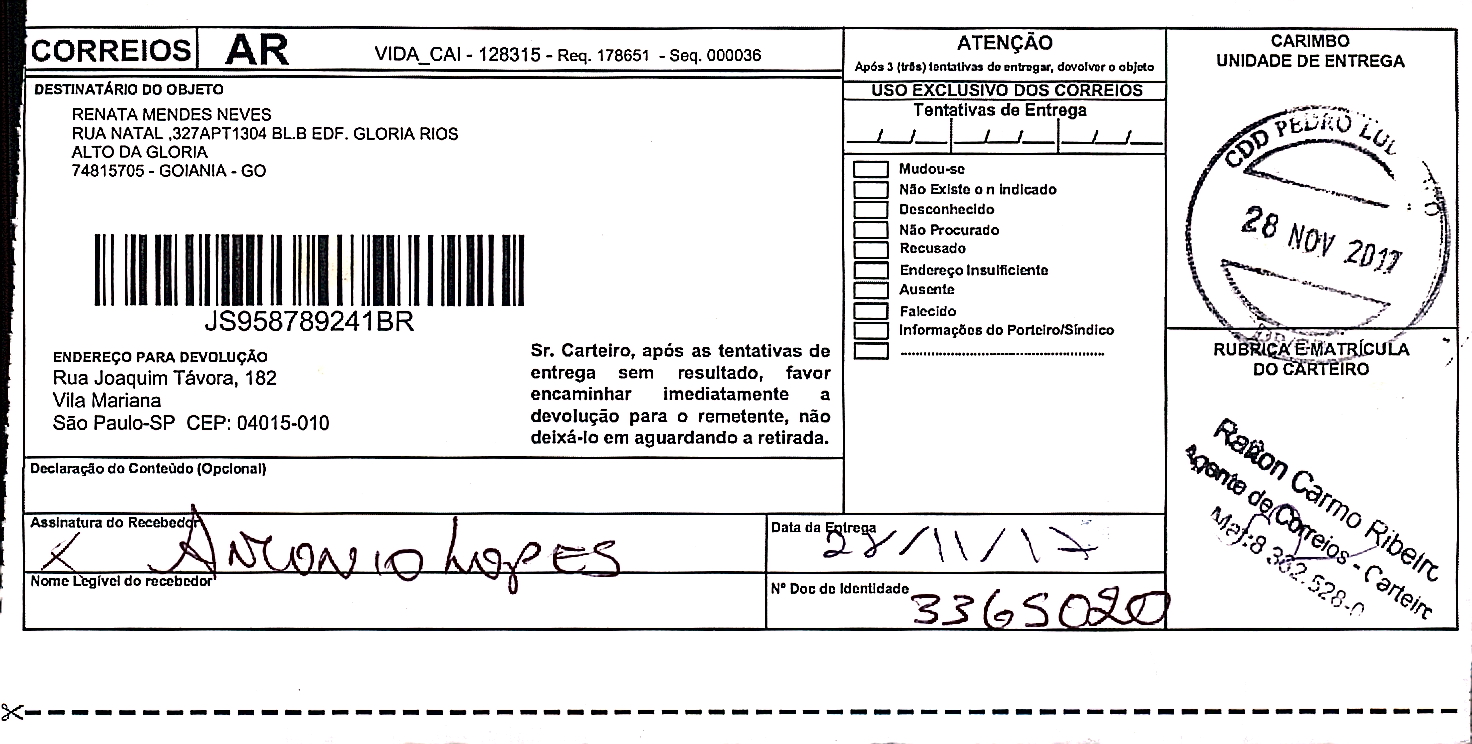 CORREIOS AR VIDA_CAI - 128315 - Req. 178651 - Seq. 000036
DESTINATÁRIO DO OBJETO
RENATA MENDES NEVES
RUA NATAL ,327APT1304 BL.B EDF. GLORIA RIOS
ALTO DA GLORIA
74815705 - GOIANIA - GO
JS958789241BR
ENDEREÇO PARA DEVOLUÇÃO
Rua Joaquim Távora, 182
Vila Mariana
São Paulo-SP CEP: 04015-010
Sr. Carteiro, após as tentativas de
entrega sem resultado, favor
encaminhar imediatamente a
devolução para o remetente, não
deixá-lo em aguardando a retirada.
Declaração do Conteúdo (Opcional)
Assinatura do Recebedor
X ANTONIO LOPES
Nome Legível do recebedor
Data da Entrega
28/11/17
Nº Doc de Identidade
3365020
ATENÇÃO
Após 3 (três) tentativas de entregar, devolver o objeto
USO EXCLUSIVO DOS CORREIOS
Tentativas de Entrega
__/__/__ __/__/__ __/__/__
Mudou-se
Não Existe o n indicado
Desconhecido
Não Procurado
Recusado
Endereço Insuficiente
Ausente
Falecido
Informações do Porteiro/Síndico
CARIMBO
UNIDADE DE ENTREGA
CDD PEDRO
28 NOV 2017
RUBRICA E MATRÍCULA
DO CARTEIRO
Carmo Ribeiro
Agente de Correios - Carteiro
Mat:8.382.528-0